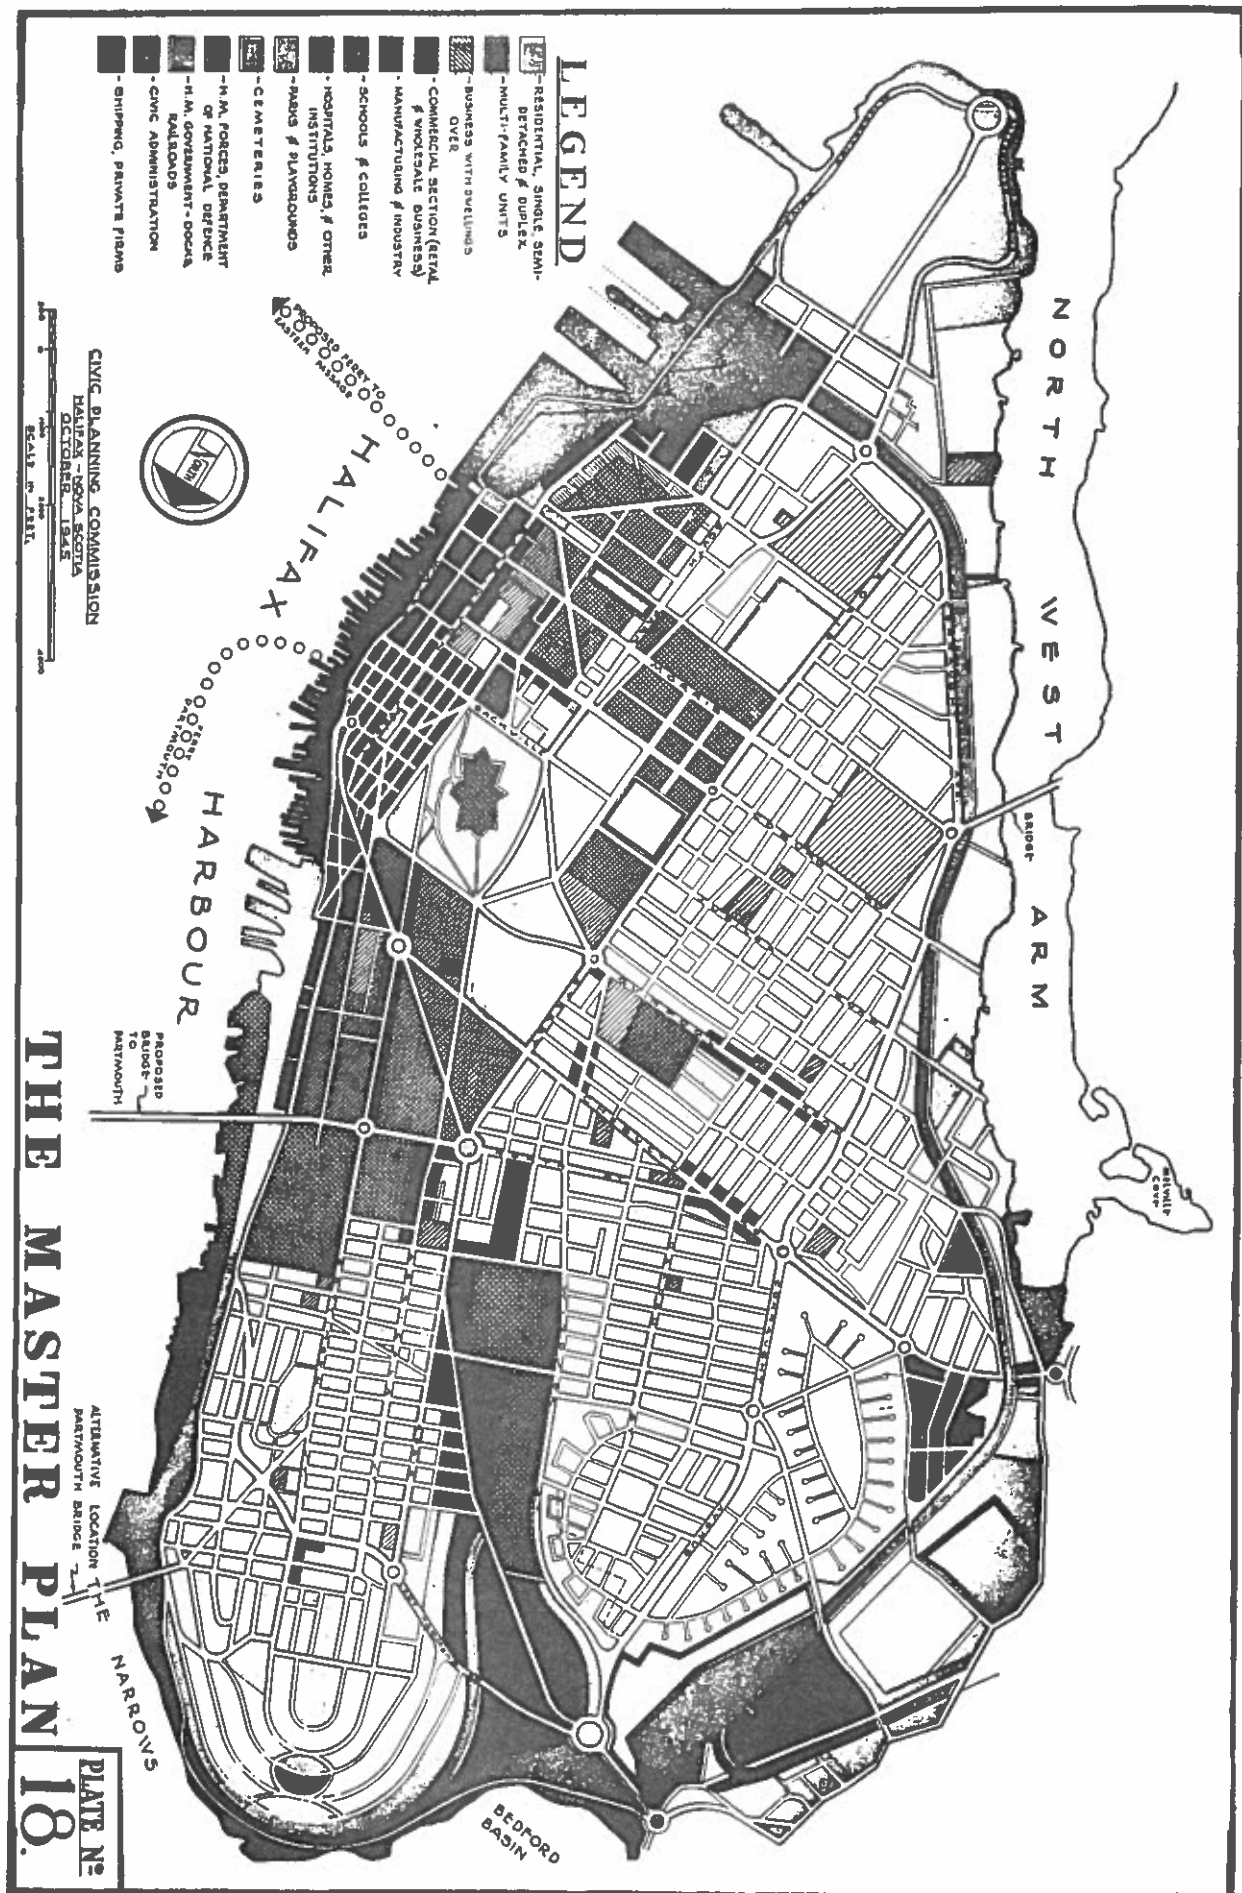 LEGEND
- RESIDENTIAL, SINGLE, SEMI-
DETACHED & DUPLEX
- MULTI-FAMILY UNITS
- BUSINESS WITH DWELLINGS
OVER
- COMMERCIAL SECTION (RETAIL
& WHOLESALE BUSINESS)
- MANUFACTURING & INDUSTRY
- SCHOOLS & COLLEGES
- HOSPITALS, HOMES, & OTHER
INSTITUTIONS
- PARKS & PLAYGROUNDS
- CEMETERIES
- H.M. FORCES, DEPARTMENT
OF NATIONAL DEFENCE
- H.M. GOVERNMENT - DOCKS,
RAILROADS
- CIVIC ADMINISTRATION
- SHIPPING, PRIVATE FIRMS
CIVIC PLANNING COMMISSION
HALIFAX - NOVA SCOTIA
OCTOBER 1945
SCALE IN FEET
NORTH
PROPOSED FERRY TO
EASTERN PASSAGE
HALIFAX
HARBOUR
FERRY
DARTMOUTH
NORTH WEST ARM
BRIDGE
MELVILLE
COVE
SACKVILLE
PROPOSED
BRIDGE
TO
DARTMOUTH
ALTERNATIVE LOCATION
DARTMOUTH BRIDGE
THE NARROWS
BEDFORD
BASIN
THE MASTER PLAN
PLATE No
18.